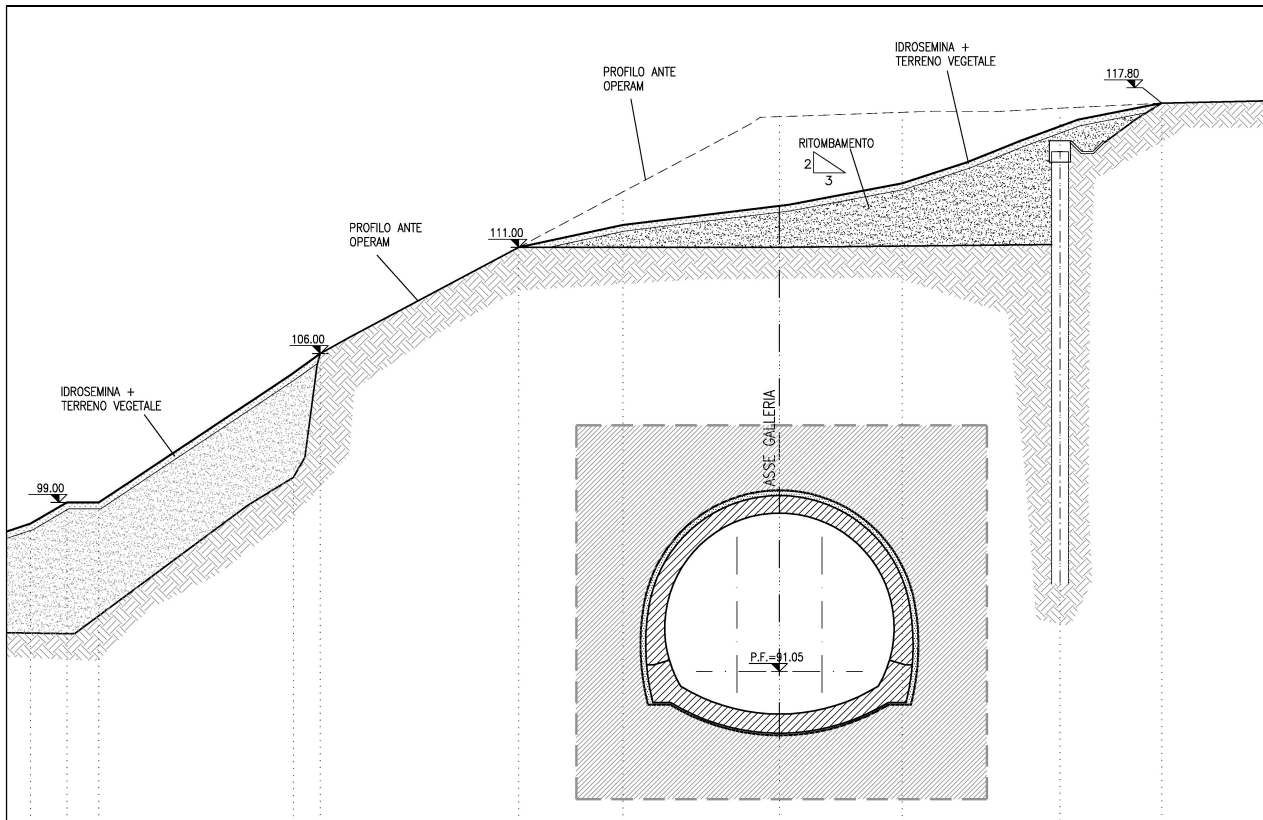 IDROSEMINA +
TERRENO VEGETALE
PROFILO ANTE
OPERAM
117.80
RITOMBAMENTO
2
3
PROFILO ANTE
OPERAM
111.00
106.00
IDROSEMINA +
TERRENO VEGETALE
99.00
ASSE GALLERIA
P.F.=91.05